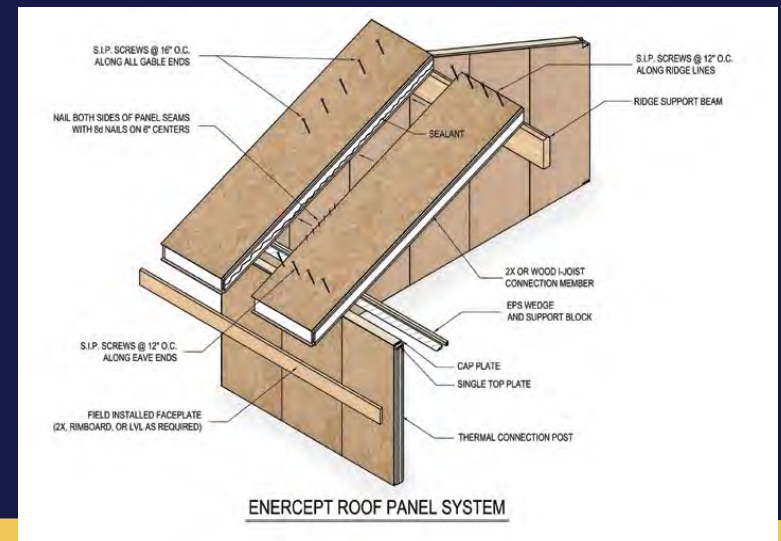 S.I.P. SCREWS @ 16" O.C.
ALONG ALL GABLE ENDS
S.I.P. SCREWS @ 12" O.C.
ALONG RIDGE LINES
RIDGE SUPPORT BEAM
NAIL BOTH SIDES OF PANEL SEAMS
WITH 8d NAILS ON 6" CENTERS
SEALANT
2X OR WOOD I-JOIST
CONNECTION MEMBER
EPS WEDGE
AND SUPPORT BLOCK
S.I.P. SCREWS @ 12" O.C.
ALONG EAVE ENDS
CAP PLATE
SINGLE TOP PLATE
FIELD INSTALLED FACEPLATE
(2X, RIMBOARD, OR LVL AS REQUIRED)
THERMAL CONNECTION POST
ENERCEPT ROOF PANEL SYSTEM